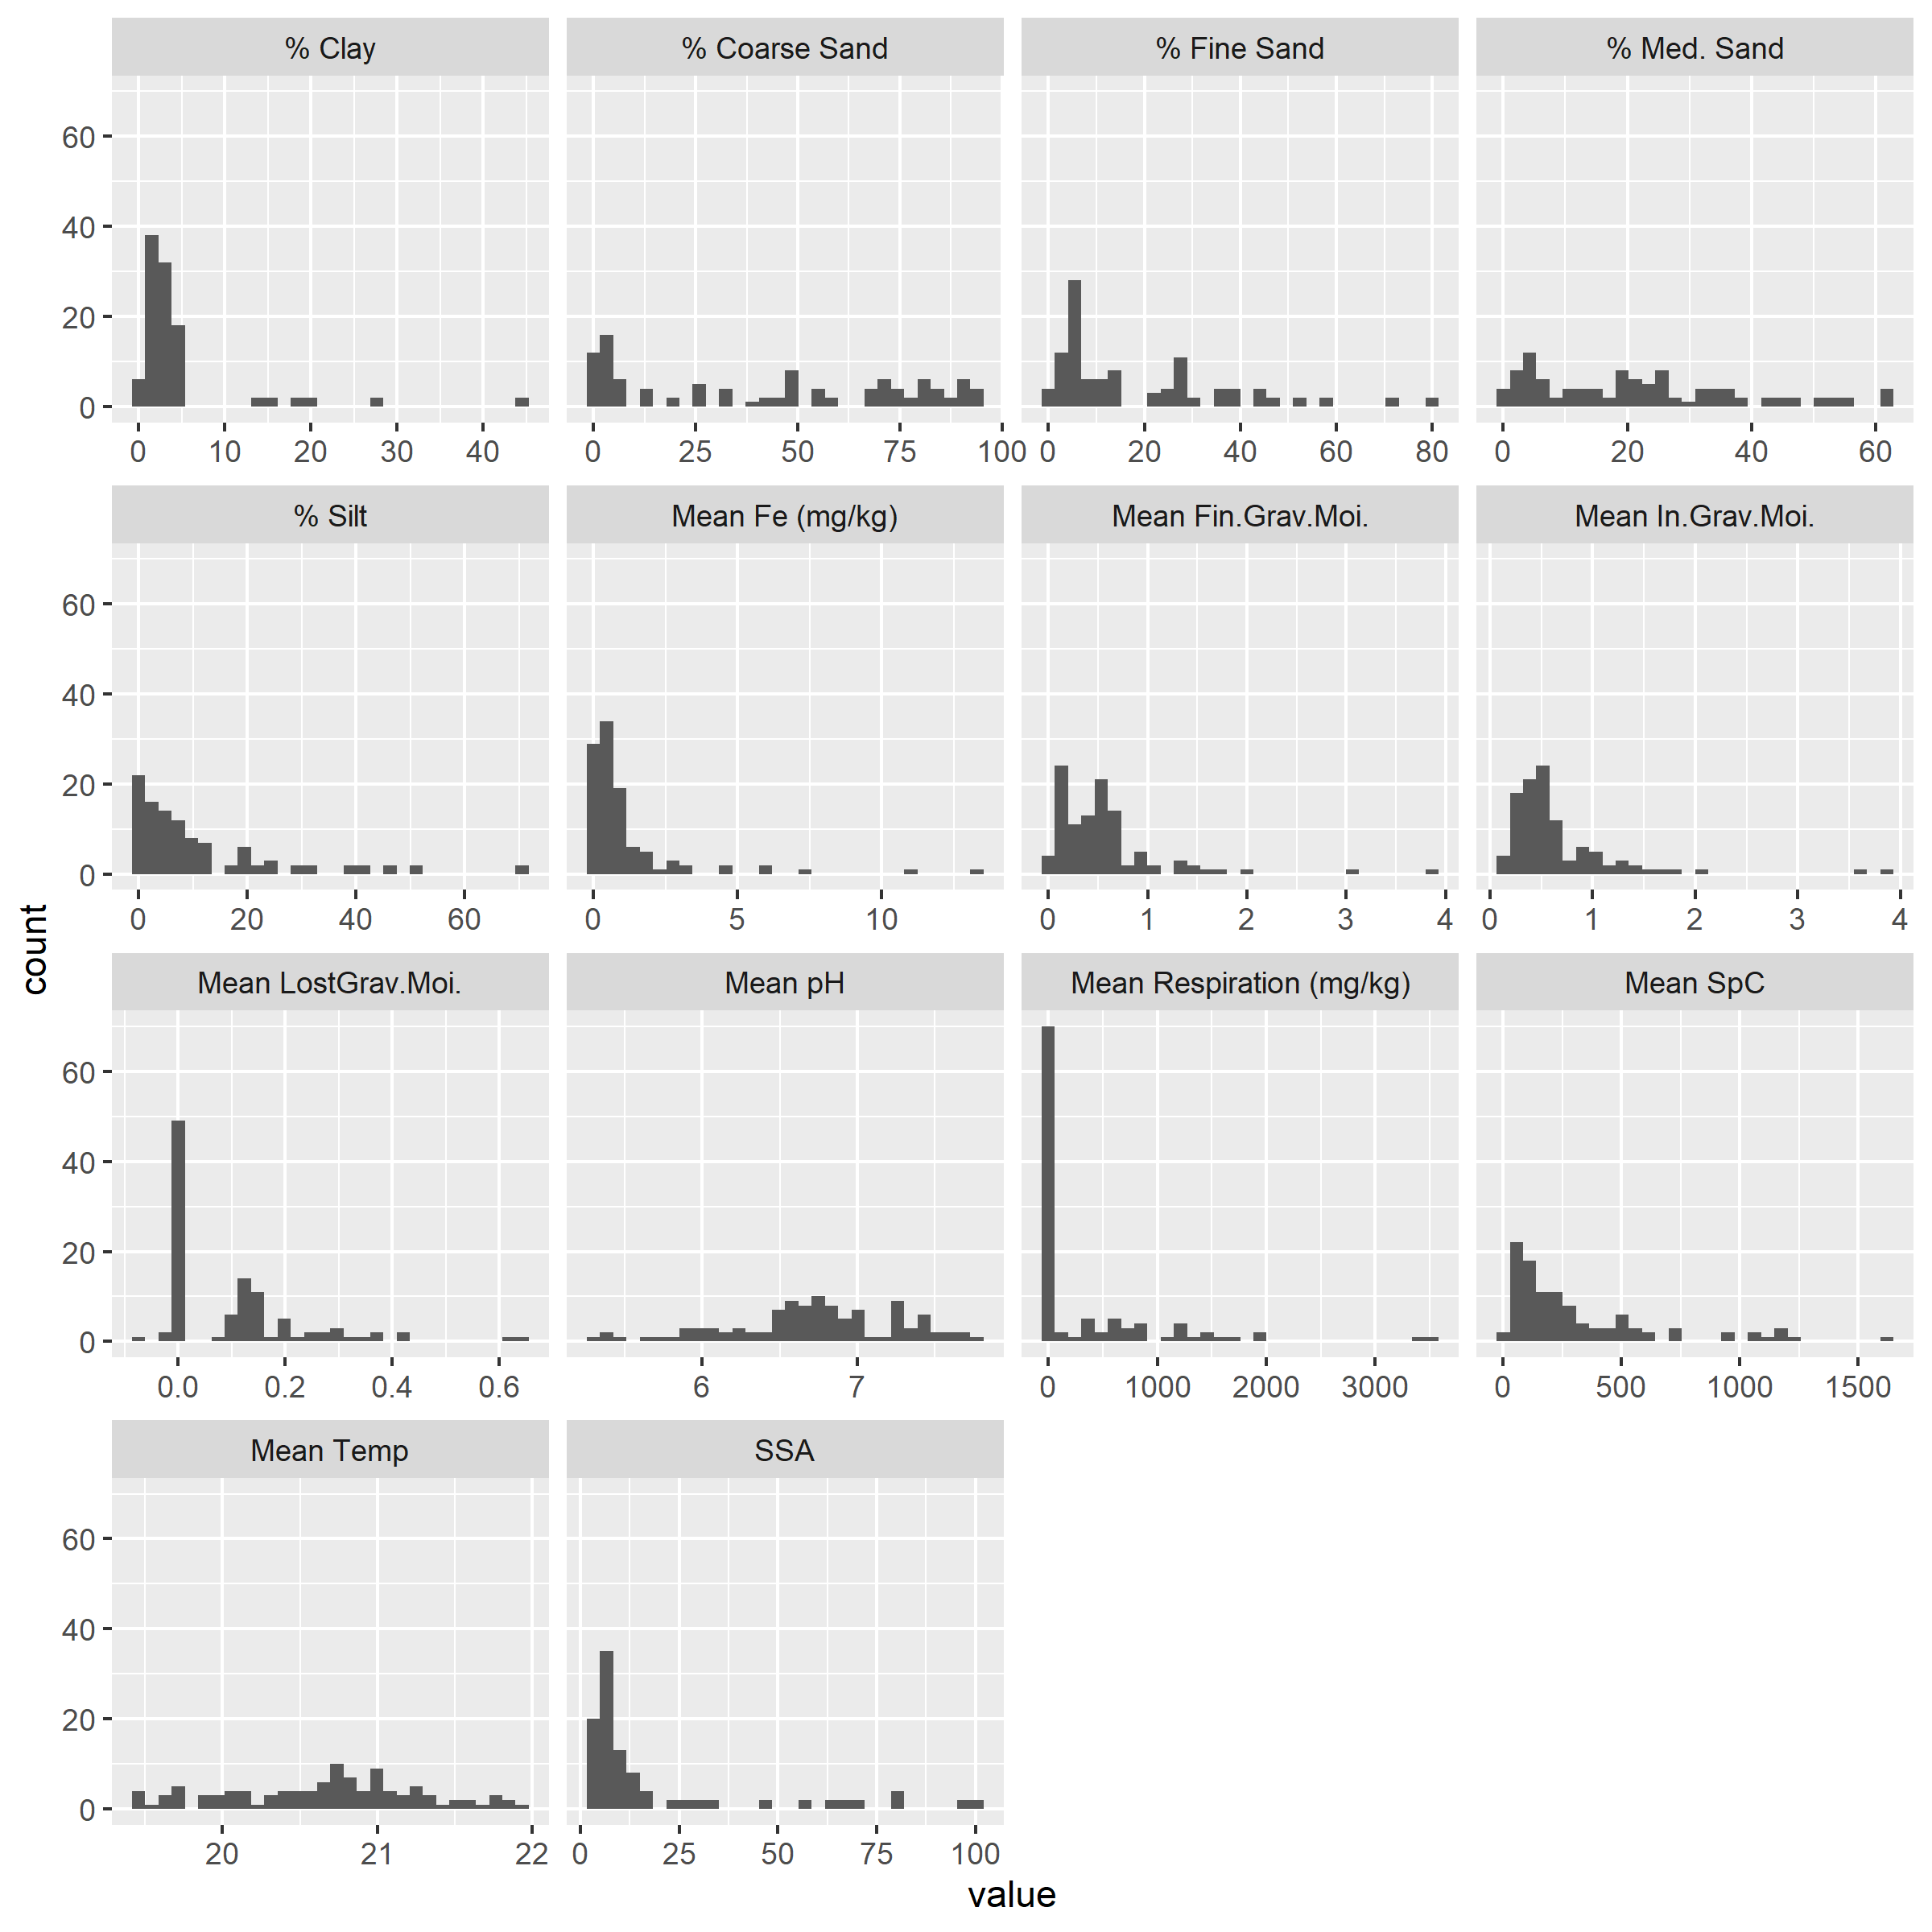 % Clay % Coarse Sand % Fine Sand % Med. Sand
60
40
20
0
0 10 20 30 40 0 25 50 75 100 0 20 40 60 80 0 20 40 60
% Silt Mean Fe (mg/kg) Mean Fin.Grav.Moi. Mean In.Grav.Moi.
60
40
20
0
0 20 40 60 0 5 10 0 1 2 3 4 0 1 2 3 4
count
Mean LostGrav.Moi. Mean pH Mean Respiration (mg/kg) Mean SpC
60
40
20
0
0.0 0.2 0.4 0.6 6 7 0 1000 2000 3000 0 500 1000 1500
Mean Temp SSA
60
40
20
0
20 21 22 0 25 50 75 100
value